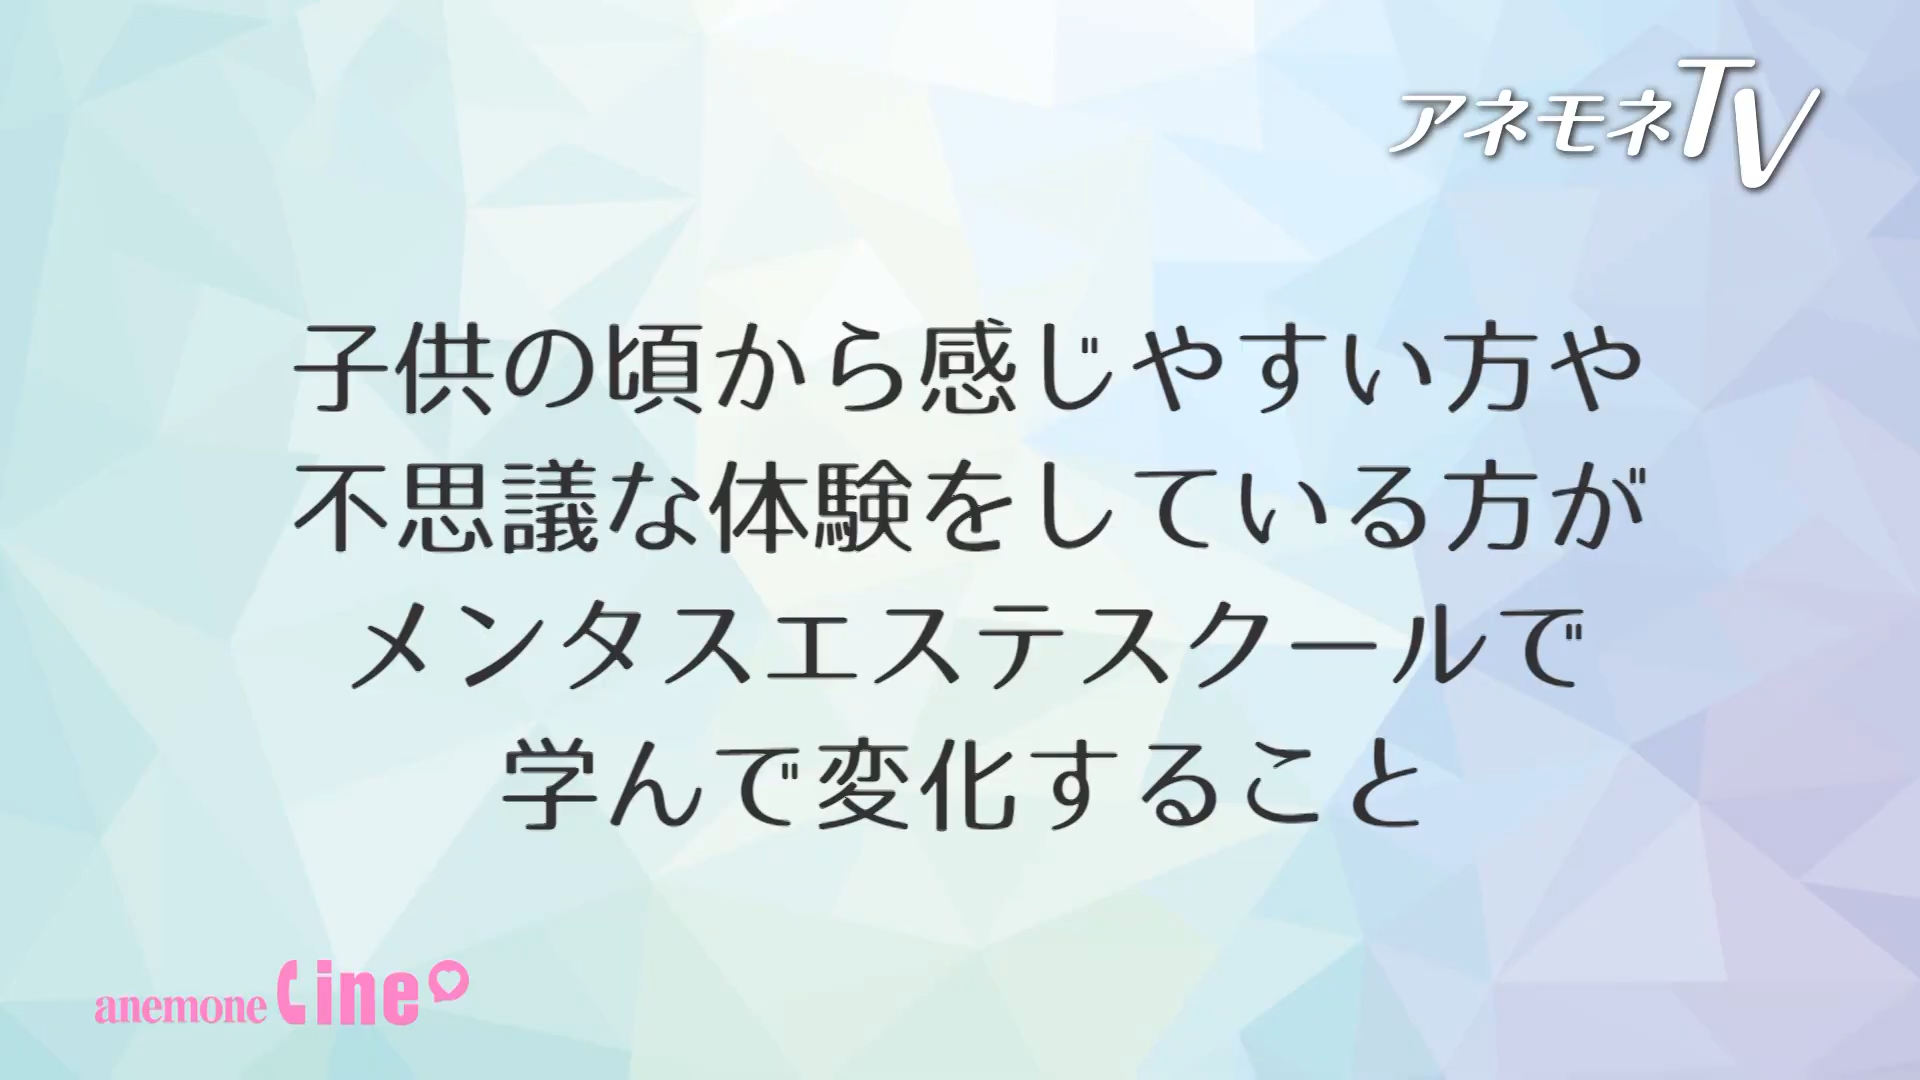 アネモネTV
子供の頃から感じやすい方や
不思議な体験をしている方が
メンタスエステスクールで
学んで変化すること
anemone Cine